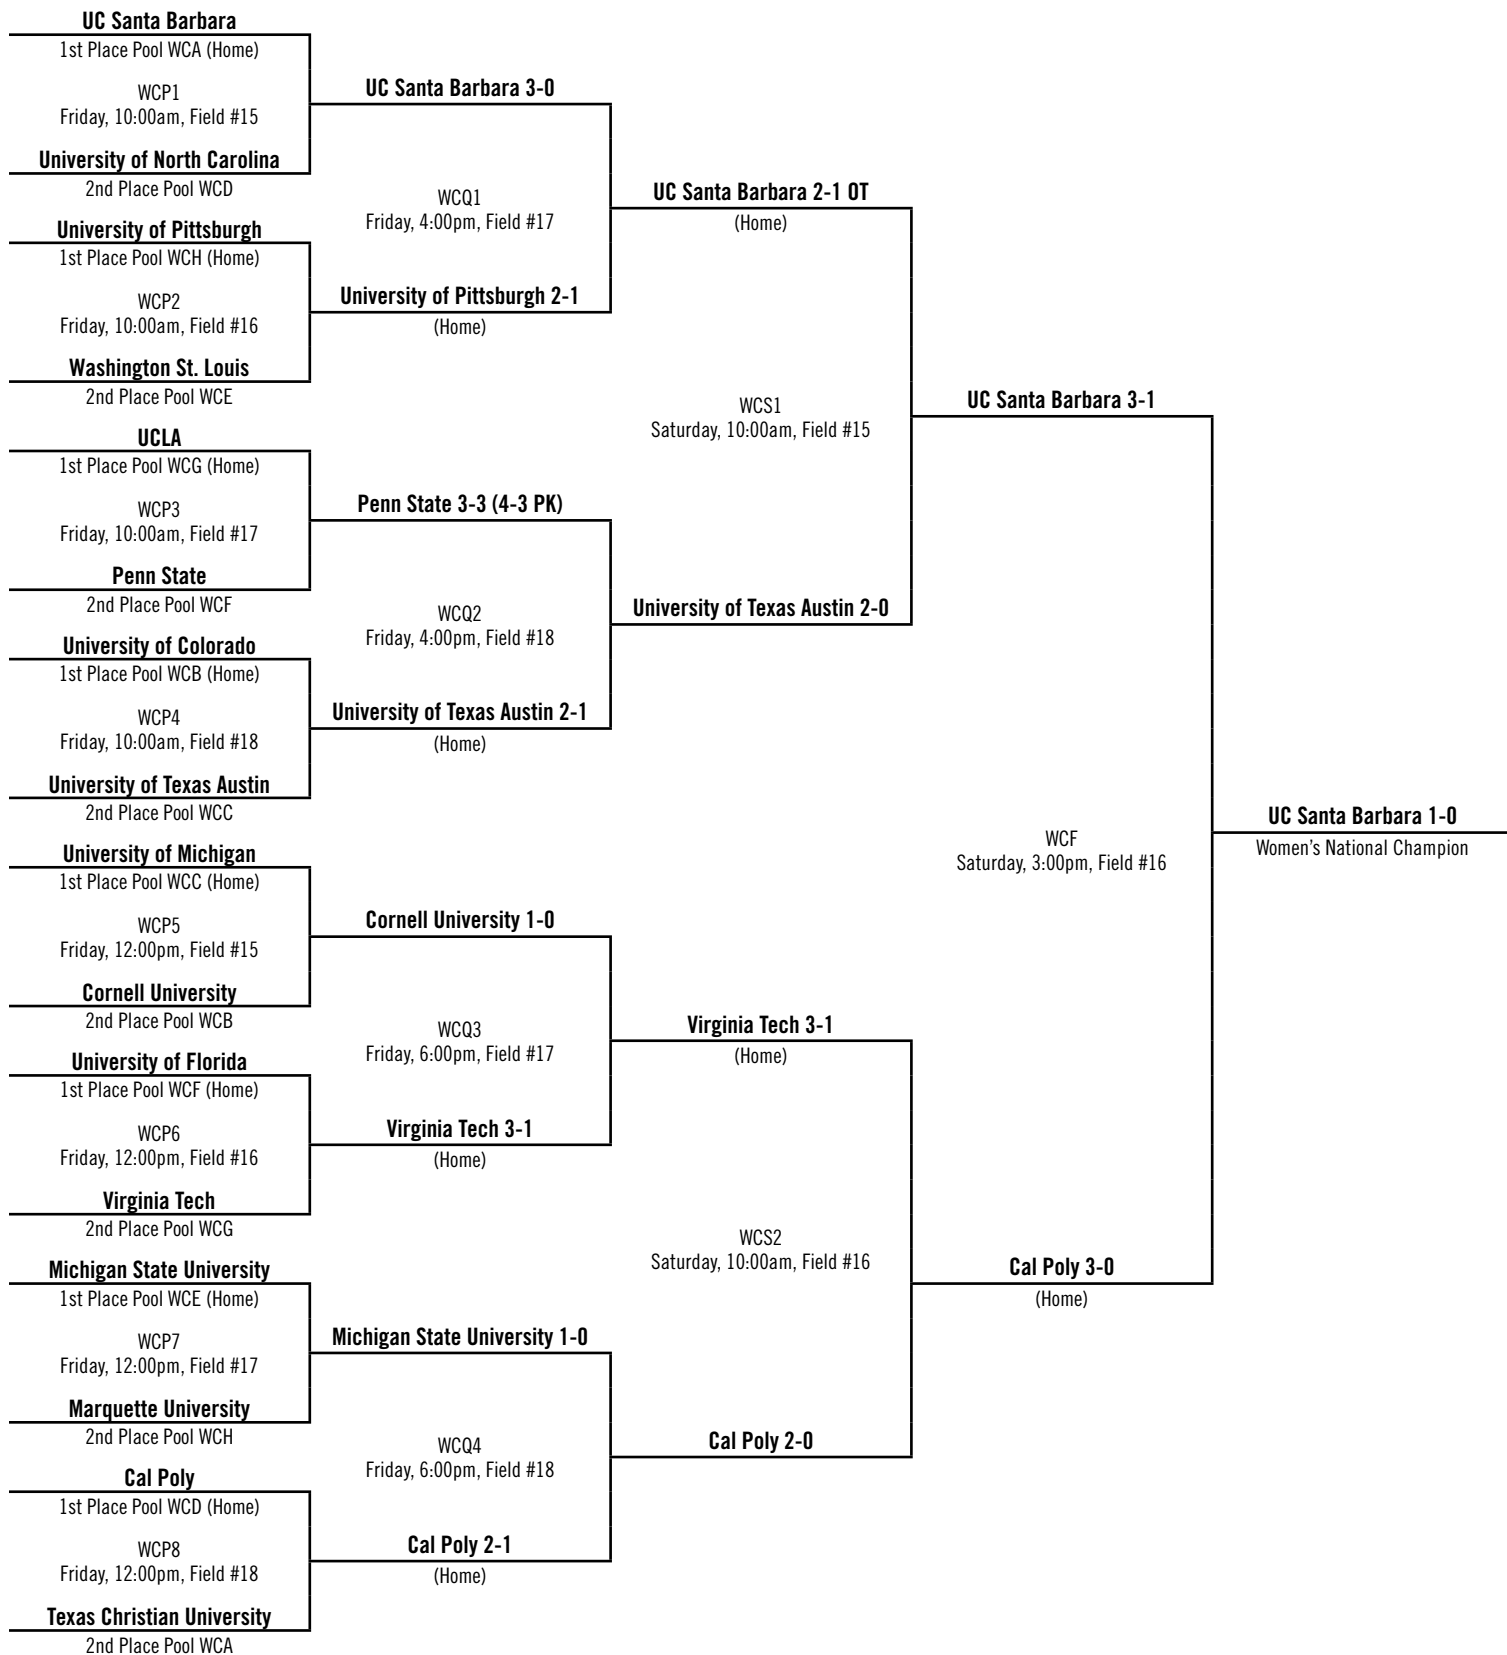 UC Santa Barbara
1st Place Pool WCA (Home)
WCP1
Friday, 10:00am, Field #15
University of North Carolina
2nd Place Pool WCD
University of Pittsburgh
1st Place Pool WCH (Home)
WCP2
Friday, 10:00am, Field #16
Washington St. Louis
2nd Place Pool WCE
UCLA
1st Place Pool WCG (Home)
WCP3
Friday, 10:00am, Field #17
Penn State
2nd Place Pool WCF
University of Colorado
1st Place Pool WCB (Home)
WCP4
Friday, 10:00am, Field #18
University of Texas Austin
2nd Place Pool WCC
University of Michigan
1st Place Pool WCC (Home)
WCP5
Friday, 12:00pm, Field #15
Cornell University
2nd Place Pool WCB
University of Florida
1st Place Pool WCF (Home)
WCP6
Friday, 12:00pm, Field #16
Virginia Tech
2nd Place Pool WCG
Michigan State University
1st Place Pool WCE (Home)
WCP7
Friday, 12:00pm, Field #17
Marquette University
2nd Place Pool WCH
Cal Poly
1st Place Pool WCD (Home)
WCP8
Friday, 12:00pm, Field #18
Texas Christian University
2nd Place Pool WCA
UC Santa Barbara 3-0
WCQ1
Friday, 4:00pm, Field #17
University of Pittsburgh 2-1
(Home)
Penn State 3-3 (4-3 PK)
WCQ2
Friday, 4:00pm, Field #18
University of Texas Austin 2-1
(Home)
Cornell University 1-0
WCQ3
Friday, 6:00pm, Field #17
Virginia Tech 3-1
(Home)
Michigan State University 1-0
WCQ4
Friday, 6:00pm, Field #18
Cal Poly 2-1
(Home)
UC Santa Barbara 2-1 OT
(Home)
WCS1
Saturday, 10:00am, Field #15
University of Texas Austin 2-0
Virginia Tech 3-1
(Home)
WCS2
Saturday, 10:00am, Field #16
Cal Poly 2-0
UC Santa Barbara 3-1
WCF
Saturday, 3:00pm, Field #16
Cal Poly 3-0
(Home)
UC Santa Barbara 1-0
Women's National Champion